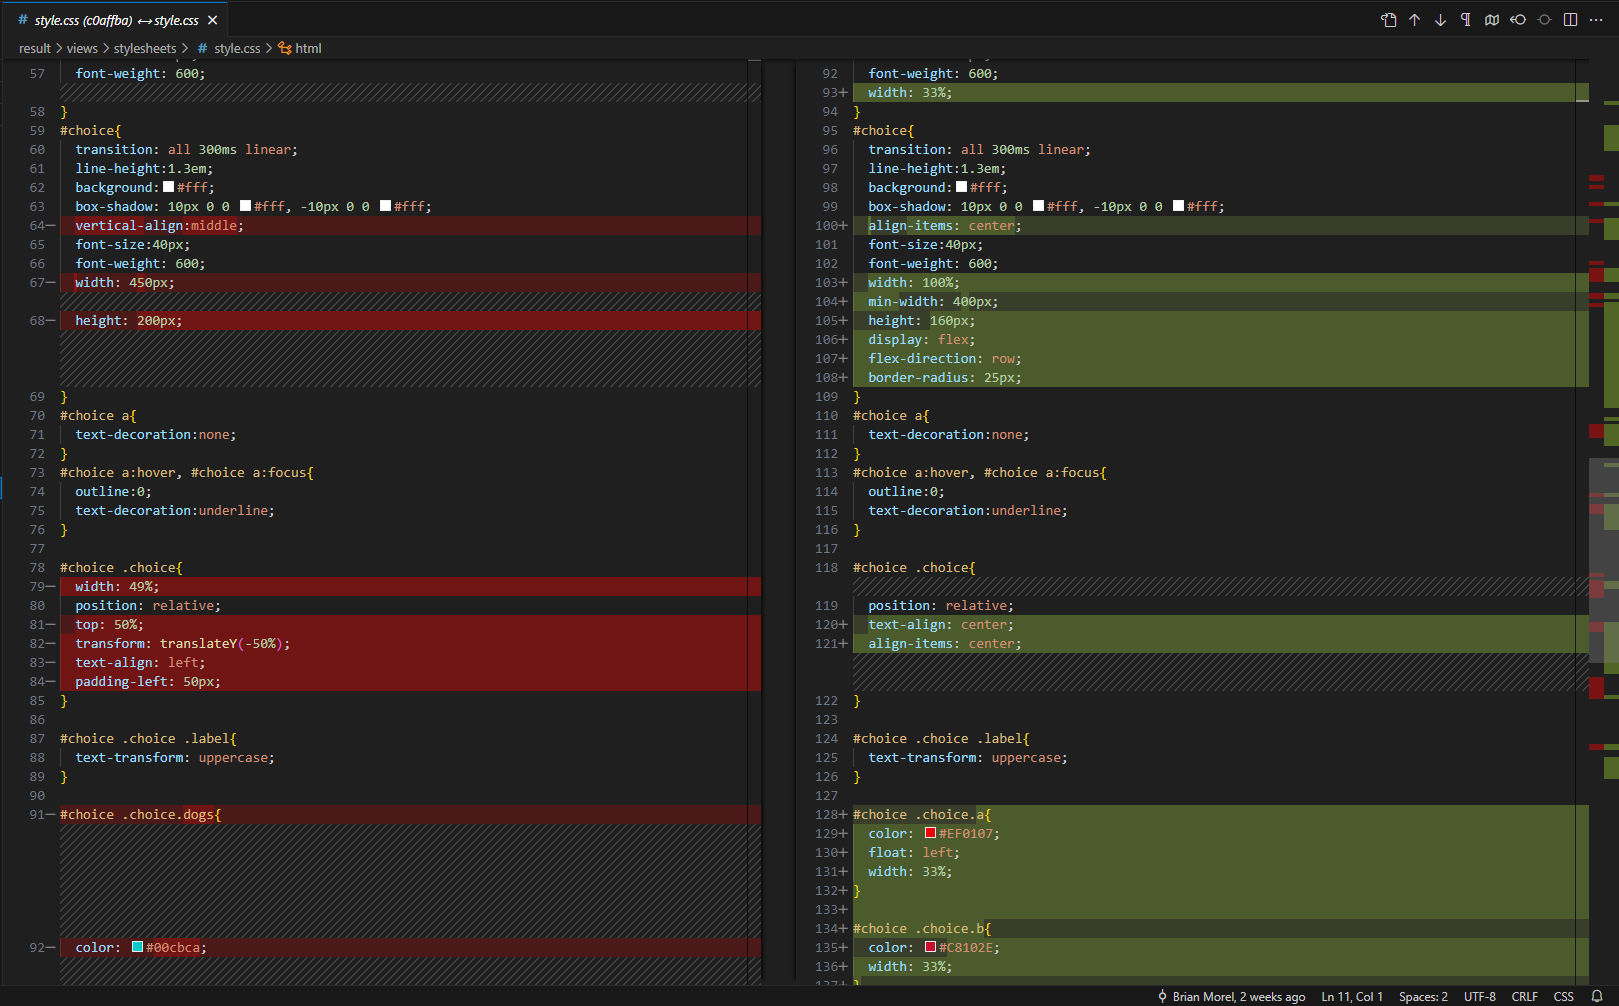 # style.css (c0affba) ↔ style.css ×
result > views > stylesheets > # style.css > html
57 font-weight: 600;
58 }
59 #choice{
60 transition: all 300ms linear;
61 line-height:1.3em;
62 background: #fff;
63 box-shadow: 10px 0 0 #fff, -10px 0 0 #fff;
64— vertical-align:middle;
65 font-size:40px;
66 font-weight: 600;
67— width: 450px;
68— height: 200px;
69 }
70 #choice a{
71 text-decoration:none;
72 }
73 #choice a:hover, #choice a:focus{
74 outline:0;
75 text-decoration:underline;
76 }
77
78 #choice .choice{
79— width: 49%;
80 position: relative;
81— top: 50%;
82— transform: translateY(-50%);
83— text-align: left;
84— padding-left: 50px;
85 }
86
87 #choice .choice .label{
88 text-transform: uppercase;
89 }
90
91— #choice .choice.dogs{
92— color: #00cbca;
92 font-weight: 600;
93+ width: 33%;
94 }
95 #choice{
96 transition: all 300ms linear;
97 line-height:1.3em;
98 background: #fff;
99 box-shadow: 10px 0 0 #fff, -10px 0 0 #fff;
100+ align-items: center;
101 font-size:40px;
102 font-weight: 600;
103+ width: 100%;
104+ min-width: 400px;
105+ height: 160px;
106+ display: flex;
107+ flex-direction: row;
108+ border-radius: 25px;
109 }
110 #choice a{
111 text-decoration:none;
112 }
113 #choice a:hover, #choice a:focus{
114 outline:0;
115 text-decoration:underline;
116 }
117
118 #choice .choice{
119 position: relative;
120+ text-align: center;
121+ align-items: center;
122 }
123
124 #choice .choice .label{
125 text-transform: uppercase;
126 }
127
128+ #choice .choice.a{
129+ color: #EF0107;
130+ float: left;
131+ width: 33%;
132+ }
133+
134+ #choice .choice.b{
135+ color: #C8102E;
136+ width: 33%;
137+ }
Brian Morel, 2 weeks ago Ln 11, Col 1 Spaces: 2 UTF-8 CRLF CSS